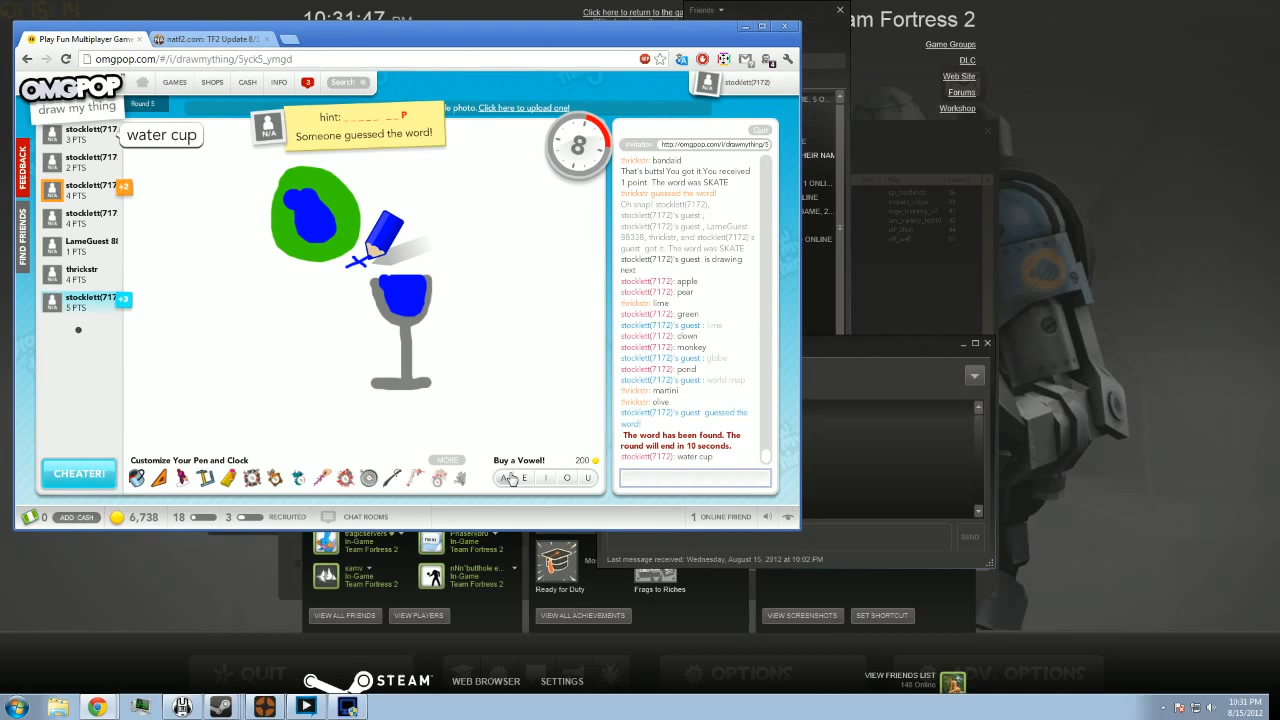 10:31:47
Click here to return to the ga
Friends
am Fortress 2
Play Fun Multiplayer Game
natf2.com: TF2 Update 8/1
omgpop.com/#/i/drawmything/5yck5_ymgd
OMGPOP
GAMES
SHOPS
CASH
INFO
3
Search
stocklett(7172)
draw my thing
Round 5
le photo. Click here to upload one!
Game Groups
DLC
Web Site
Forums
Workshop
FEEDBACK
FIND FRIENDS
stocklett(717
3 PTS
water cup
stocklett(717
2 PTS
stocklett(717
4 PTS
+2
stocklett(717
4 PTS
LameGuest 88
1 PTS
thrickstr
4 PTS
stocklett(717
5 PTS
+3
N/A
hint: _ _ _ _ _ _ _ P
Someone guessed the word!
8
Quit
Invitation
http://omgpop.com/i/drawmything/5
thrickstr: bandaid
That's butts! You got it.You received
1 point. The word was SKATE
thrickstr guessed the word!
Oh snap! stocklett(7172),
stocklett(7172)'s guest ,
stocklett(7172)'s guest , LameGuest
88338, thrickstr, and stocklett(7172)'s
guest got it. The word was SKATE
stocklett(7172)'s guest is drawing
next
stocklett(7172): apple
stocklett(7172): pear
thrickstr: lime
stocklett(7172): green
stocklett(7172)'s guest : lime
stocklett(7172): clown
stocklett(7172): monkey
stocklett(7172)'s guest : globe
stocklett(7172): pond
stocklett(7172)'s guest : world map
thrickstr: martini
thrickstr: olive
stocklett(7172)'s guest guessed the
word!
The word has been found. The
round will end in 10 seconds.
stocklett(7172): water cup
CHEATER!
Customize Your Pen and Clock
MORE
Buy a Vowel!
200
A E I O U
0
ADD CASH
6,738
18
3
RECRUITED
CHAT ROOMS
1 ONLINE FRIEND
SEND
Last message received: Wednesday, August 15, 2012 at 10:02 PM
tragicservers
In-Game
Team Fortress 2
In-Game
Team Fortress 2
samv
In-Game
Team Fortress 2
nNn'butthole e...
In-Game
Team Fortress 2
Ready for Duty
Frags to Riches
VIEW ALL FRIENDS
VIEW PLAYERS
VIEW ALL ACHIEVEMENTS
VIEW SCREENSHOTS
SET SHORTCUT
QUIT
OPTIONS
ADV. OPTIONS
STEAM
WEB BROWSER
SETTINGS
VIEW FRIENDS LIST
148 Online
10:31 PM
8/15/2012